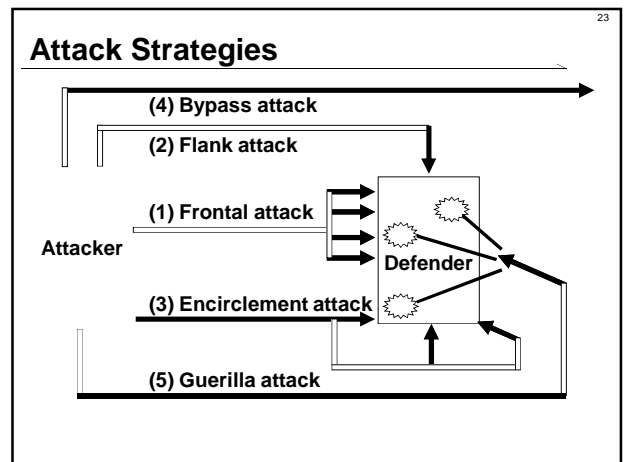 23
Attack Strategies
(4) Bypass attack
(2) Flank attack
(1) Frontal attack
Attacker
Defender
(3) Encirclement attack
(5) Guerilla attack